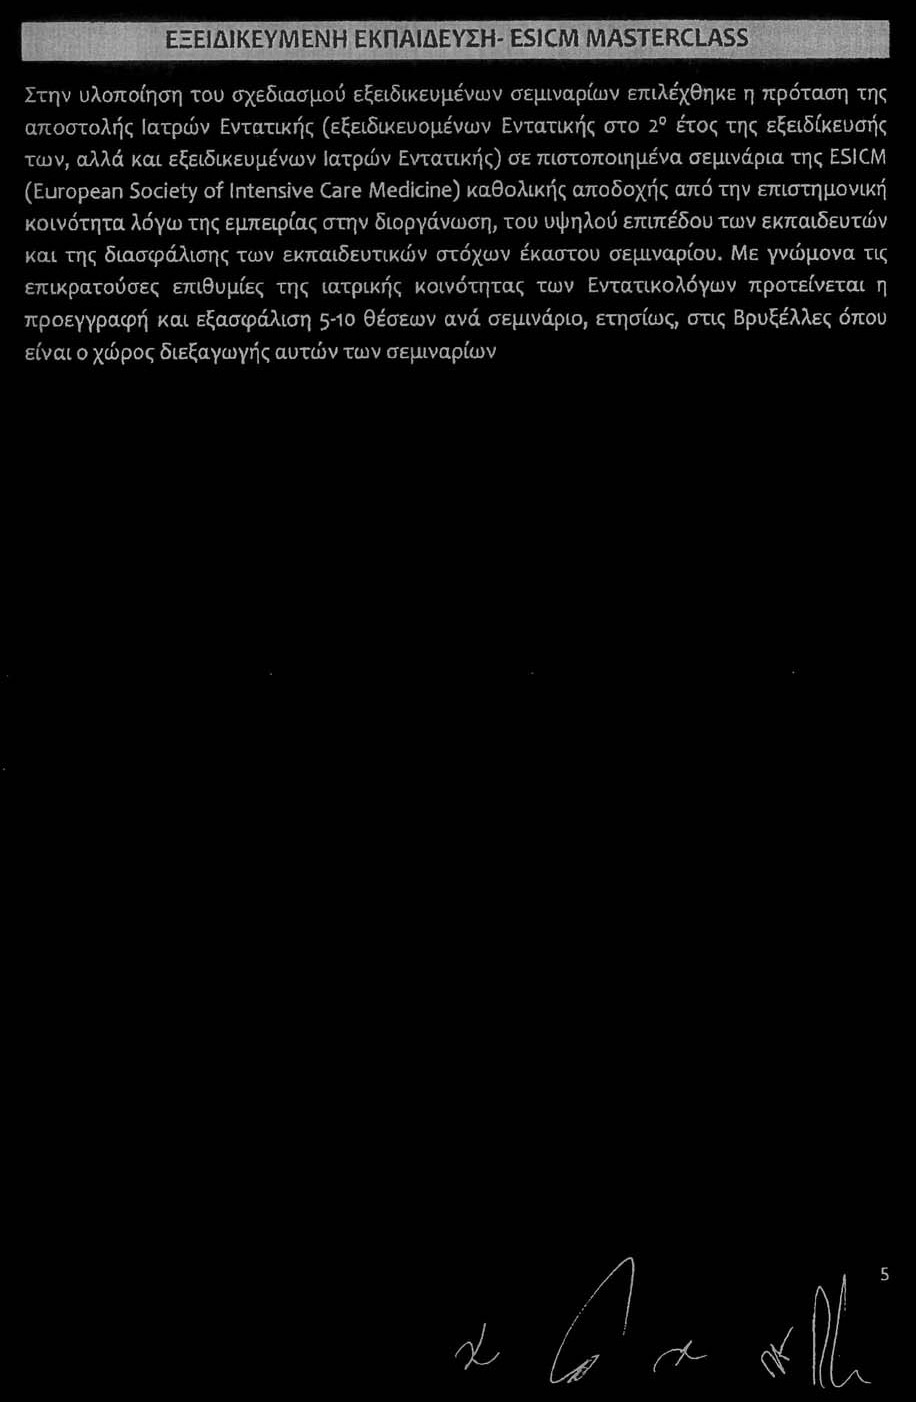 ΕΞΕΙΔΙΚΕΥΜΕΝΗ ΕΚΠΑΙΔΕΥΣΗ- ESICM MASTERCLASS
Στην υλοποίηση του σχεδιασμού εξειδικευμένων σεμιναρίων επιλέχθηκε η πρόταση της
αποστολής Ιατρών Εντατικής (εξειδικευομένων Εντατικής στο 2º έτος της εξειδίκευσής
των, αλλά και εξειδικευμένων Ιατρών Εντατικής) σε πιστοποιημένα σεμινάρια της ESICM
(European Society of Intensive Care Medicine) καθολικής αποδοχής από την επιστημονική
κοινότητα λόγω της εμπειρίας στην διοργάνωση, του υψηλού επιπέδου των εκπαιδευτών
και της διασφάλισης των εκπαιδευτικών στόχων έκαστου σεμιναρίου. Με γνώμονα τις
επικρατούσες επιθυμίες της ιατρικής κοινότητας των Εντατικολόγων προτείνεται η
προεγγραφή και εξασφάλιση 5-10 θέσεων ανά σεμινάριο, ετησίως, στις Βρυξέλλες όπου
είναι ο χώρος διεξαγωγής αυτών των σεμιναρίων
5